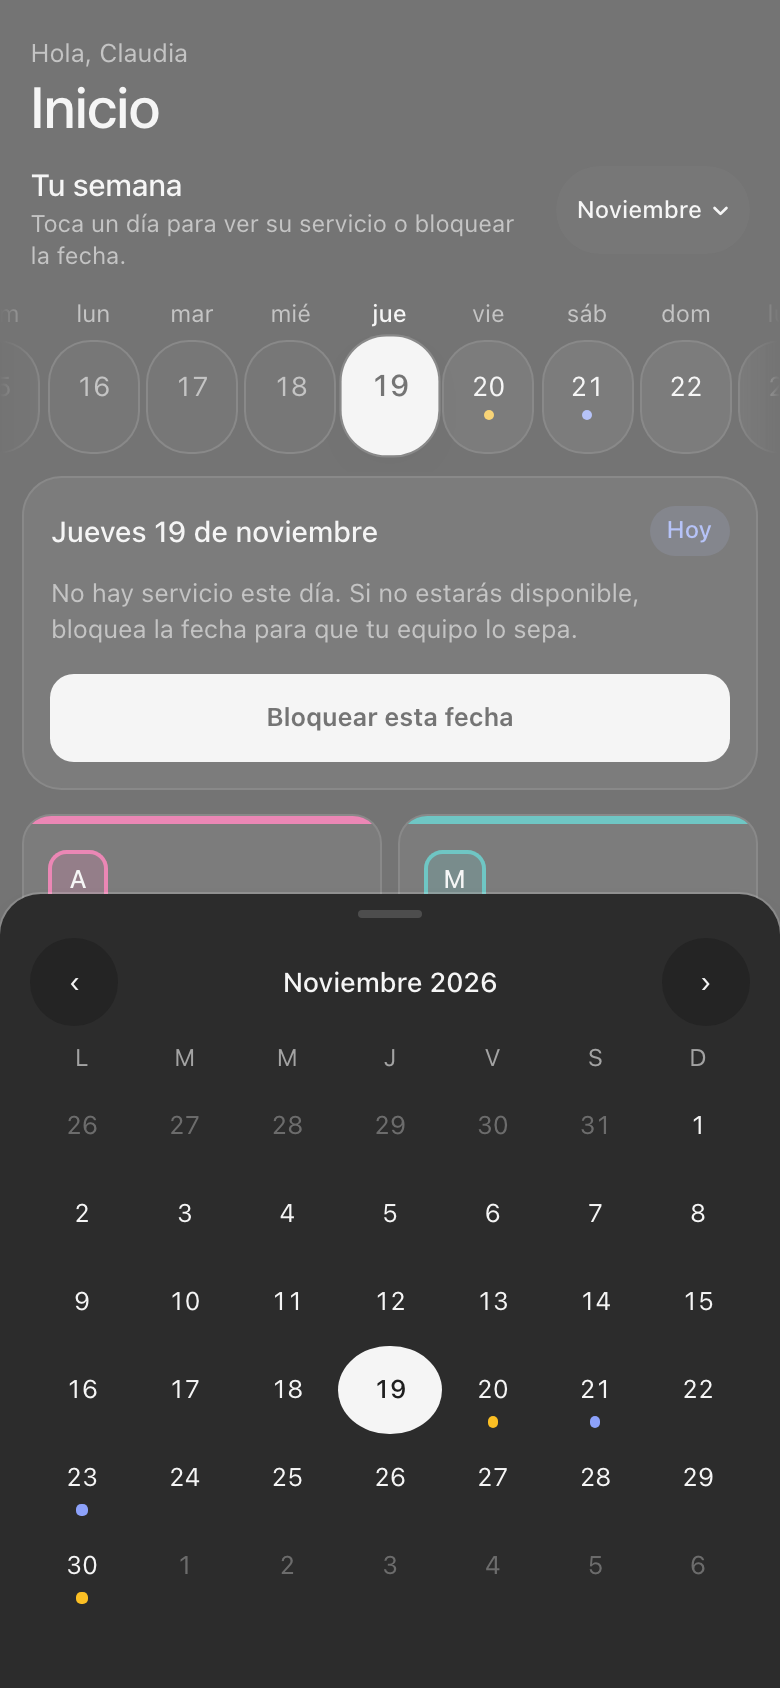 Hola, Claudia
Inicio
Tu semana
Toca un día para ver su servicio o bloquear
la fecha.
Noviembre
lun mar mié jue vie sáb dom
16 17 18 19 20 21 22
Jueves 19 de noviembre
Hoy
No hay servicio este día. Si no estarás disponible,
bloquea la fecha para que tu equipo lo sepa.
Bloquear esta fecha
A M
‹ Noviembre 2026 ›
L M M J V S D
26 27 28 29 30 31 1
2 3 4 5 6 7 8
9 10 11 12 13 14 15
16 17 18 19 20 21 22
23 24 25 26 27 28 29
30 1 2 3 4 5 6